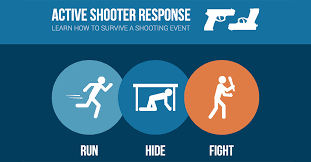 ACTIVE SHOOTER RESPONSE
LEARN HOW TO SURVIVE A SHOOTING EVENT
RUN HIDE FIGHT